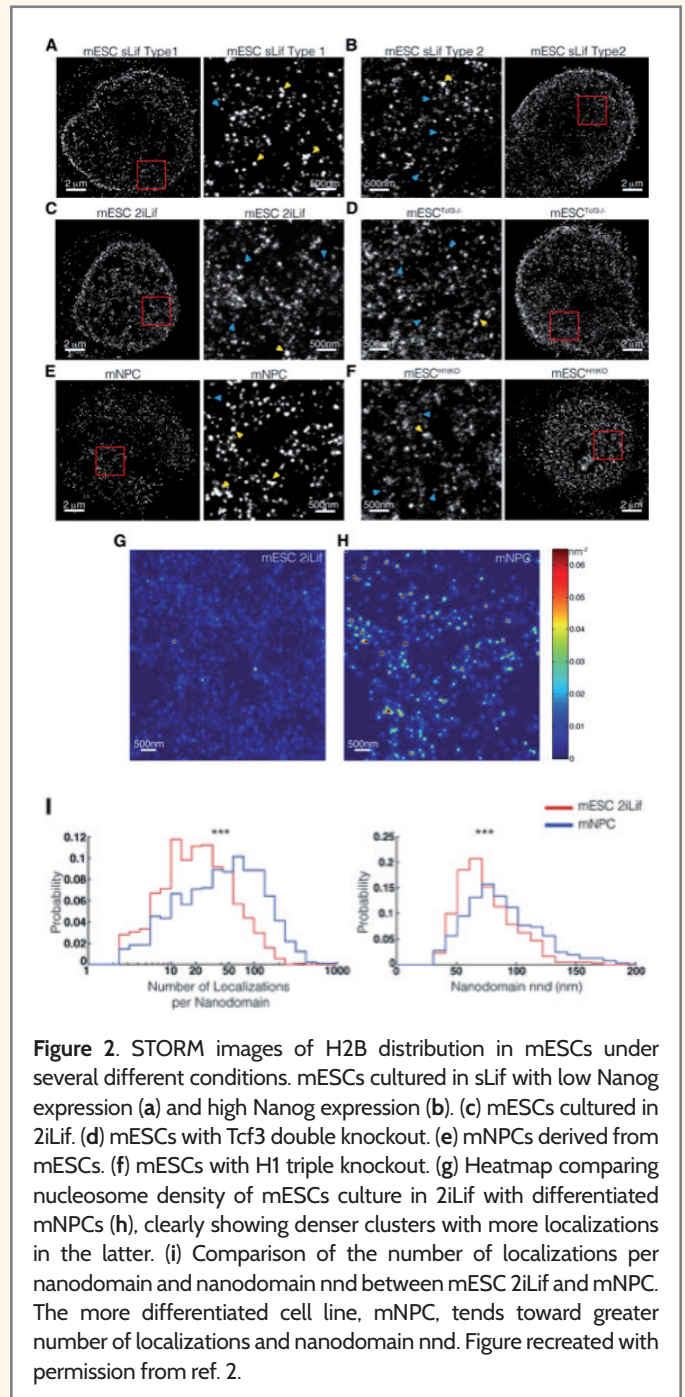 A
mESC sLif Type1
mESC sLif Type 1
B
mESC sLif Type 2
mESC sLif Type2
2 μm
500nm
500nm
2 μm
C
mESC 2iLif
mESC 2iLif
D
mESCTcf3-/-
mESCTcf3-/-
2 μm
500nm
500nm
2 μm
E
mNPC
mNPC
F
mESCH1tKO
mESCH1tKO
2 μm
500nm
500nm
2 μm
G
mESC 2iLif
H
mNPC
nm-2
0.06
0.05
0.04
0.03
0.02
0.01
0
500nm
500nm
I
mESC 2iLif
mNPC
***
***
0.12
0.1
0.08
0.06
0.04
0.02
0
Probability
1
10
20
50
100
1000
Number of Localizations
per Nanodomain
0.25
0.2
0.15
0.1
0.05
0
Probability
0
50
100
150
200
Nanodomain nnd (nm)
Figure 2. STORM images of H2B distribution in mESCs under
several different conditions. mESCs cultured in sLif with low Nanog
expression (a) and high Nanog expression (b). (c) mESCs cultured in
2iLif. (d) mESCs with Tcf3 double knockout. (e) mNPCs derived from
mESCs. (f) mESCs with H1 triple knockout. (g) Heatmap comparing
nucleosome density of mESCs culture in 2iLif with differentiated
mNPCs (h), clearly showing denser clusters with more localizations
in the latter. (i) Comparison of the number of localizations per
nanodomain and nanodomain nnd between mESC 2iLif and mNPC.
The more differentiated cell line, mNPC, tends toward greater
number of localizations and nanodomain nnd. Figure recreated with
permission from ref. 2.